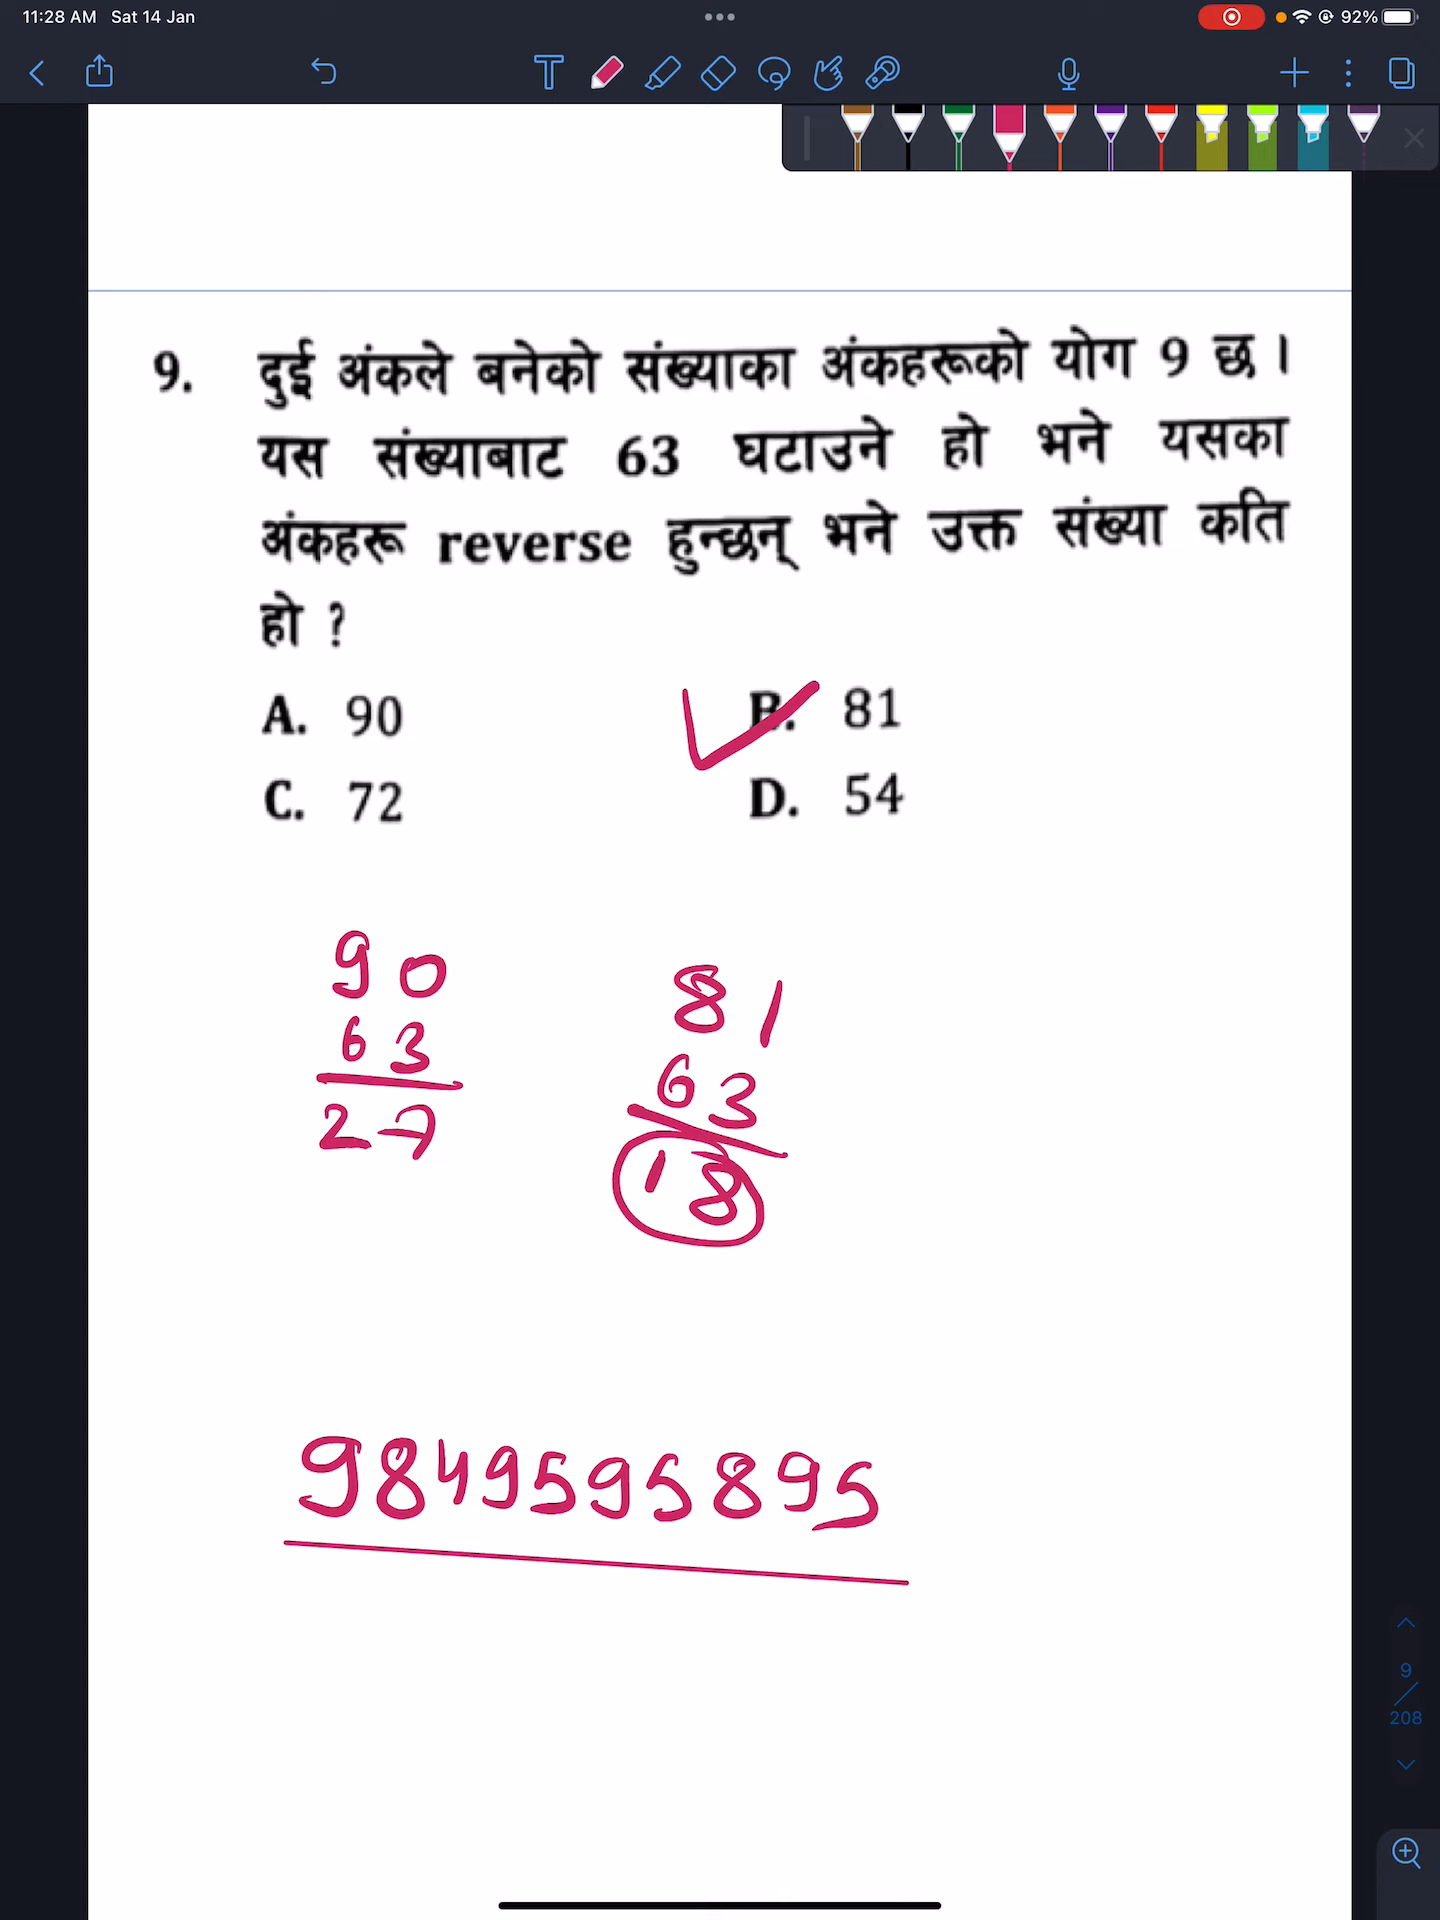 11:28 AM Sat 14 Jan 92%
9. दुई अंकले बनेको संख्याका अंकहरूको योग 9 छ।
यस संख्याबाट 63 घटाउने हो भने यसका
अंकहरू reverse हुन्छन् भने उक्त संख्या कति
हो ?
A. 90 B. 81
C. 72 D. 54
90 81
63 63
27 18
9849595895
9
/
208